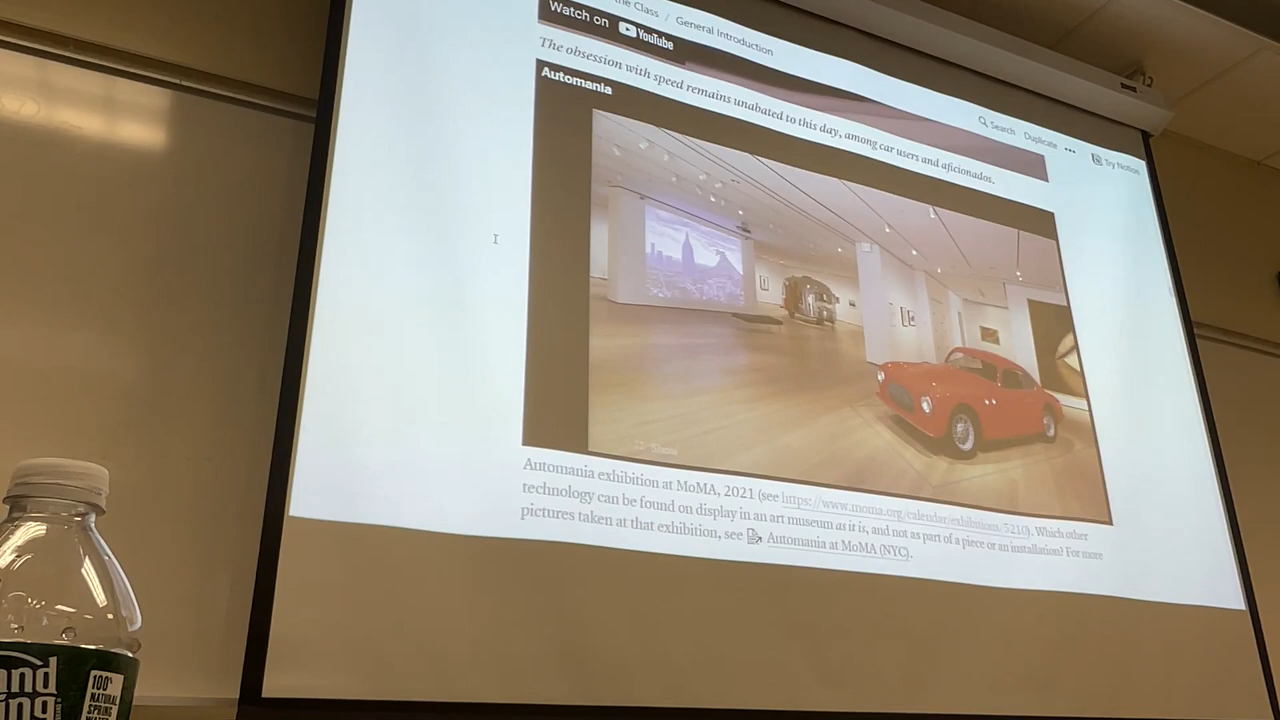 the Class / General Introduction
Watch on YouTube
The obsession with speed remains unabated to this day, among car users and aficionados.
Search Duplicate ••• Try Notion
Automania
Automania exhibition at MoMA, 2021 (see https://www.moma.org/calendar/exhibitions/5210). Which other
technology can be found on display in an art museum as it is, and not as part of a piece or an installation? For more
pictures taken at that exhibition, see Automania at MoMA (NYC).
and
ing
100%
NATURAL
SPRING
WATER